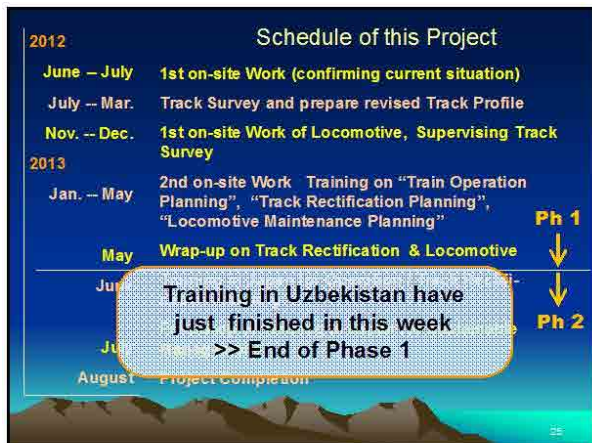 Schedule of this Project
2012
June -- July 1st on-site Work (confirming current situation)
July -- Mar. Track Survey and prepare revised Track Profile
Nov. -- Dec. 1st on-site Work of Locomotive, Supervising Track
Survey
2013
Jan. -- May 2nd on-site Work Training on “Train Operation
Planning”, “Track Rectification Planning”,
“Locomotive Maintenance Planning”
Ph 1
May Wrap-up on Track Rectification & Locomotive
Training in Uzbekistan have
just finished in this week
>> End of Phase 1
Ph 2
August Project Completion
25